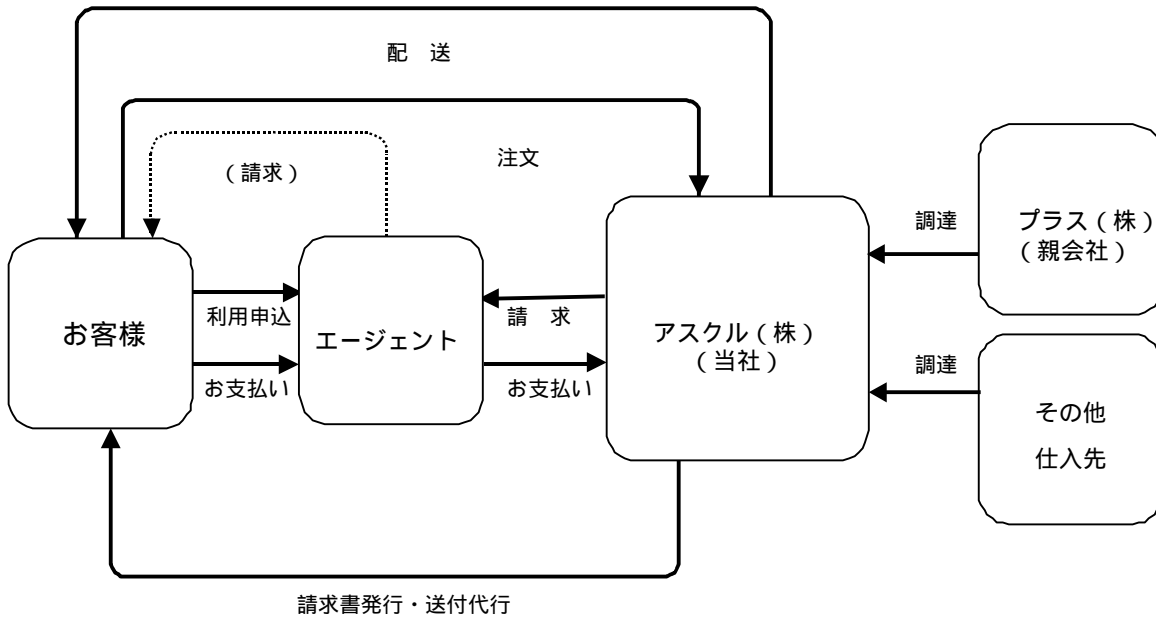 配　送
注文
（請求）
調達
プラス（株）
（親会社）
お客様
利用申込
エージェント
請　求
アスクル（株）
（当社）
お支払い
お支払い
調達
その他
仕入先
請求書発行・送付代行